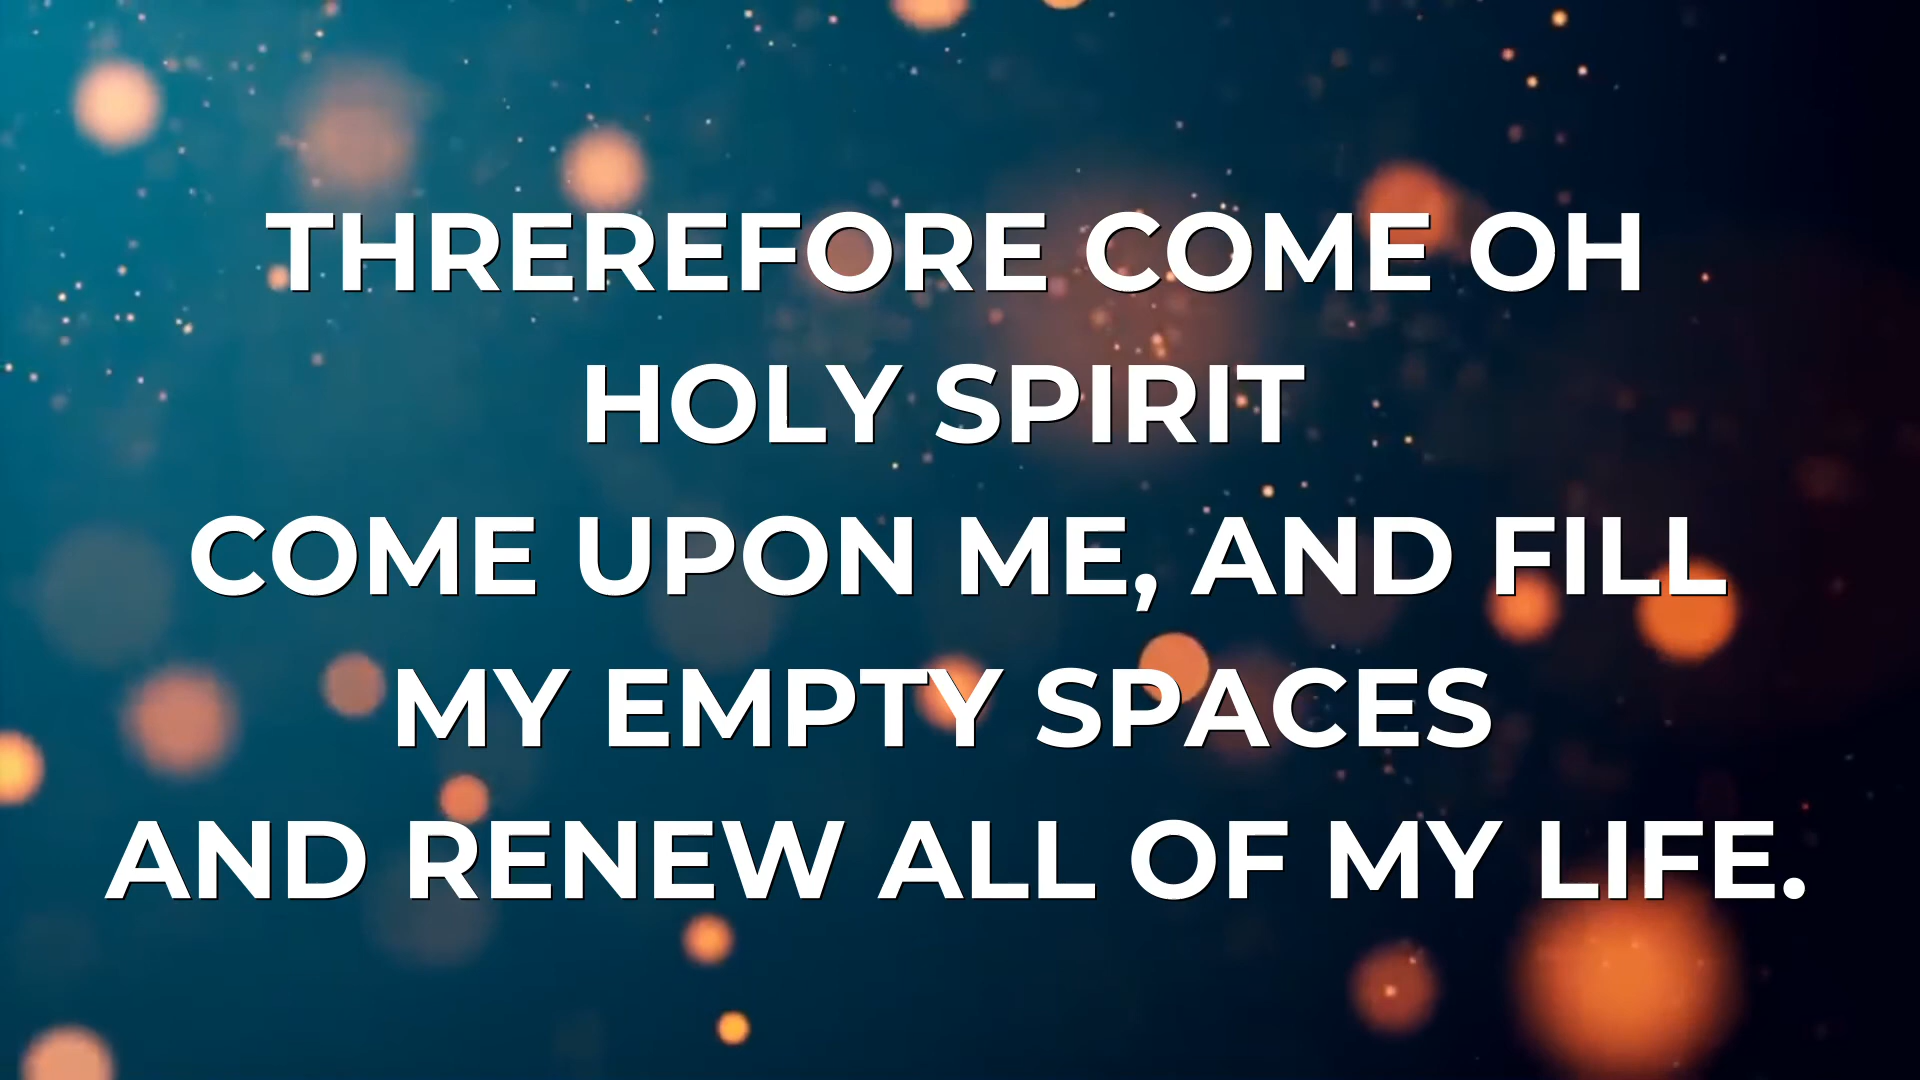 THREREFORE COME OH
HOLY SPIRIT
COME UPON ME, AND FILL
MY EMPTY SPACES
AND RENEW ALL OF MY LIFE.